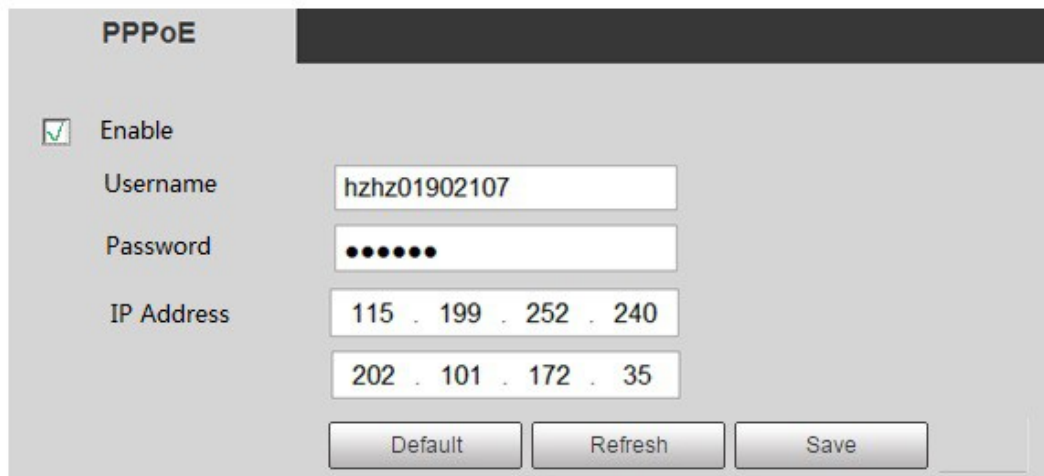 PPPoE
Enable
Username hzhz01902107
Password ●●●●●●
IP Address 115 . 199 . 252 . 240
202 . 101 . 172 . 35
Default Refresh Save